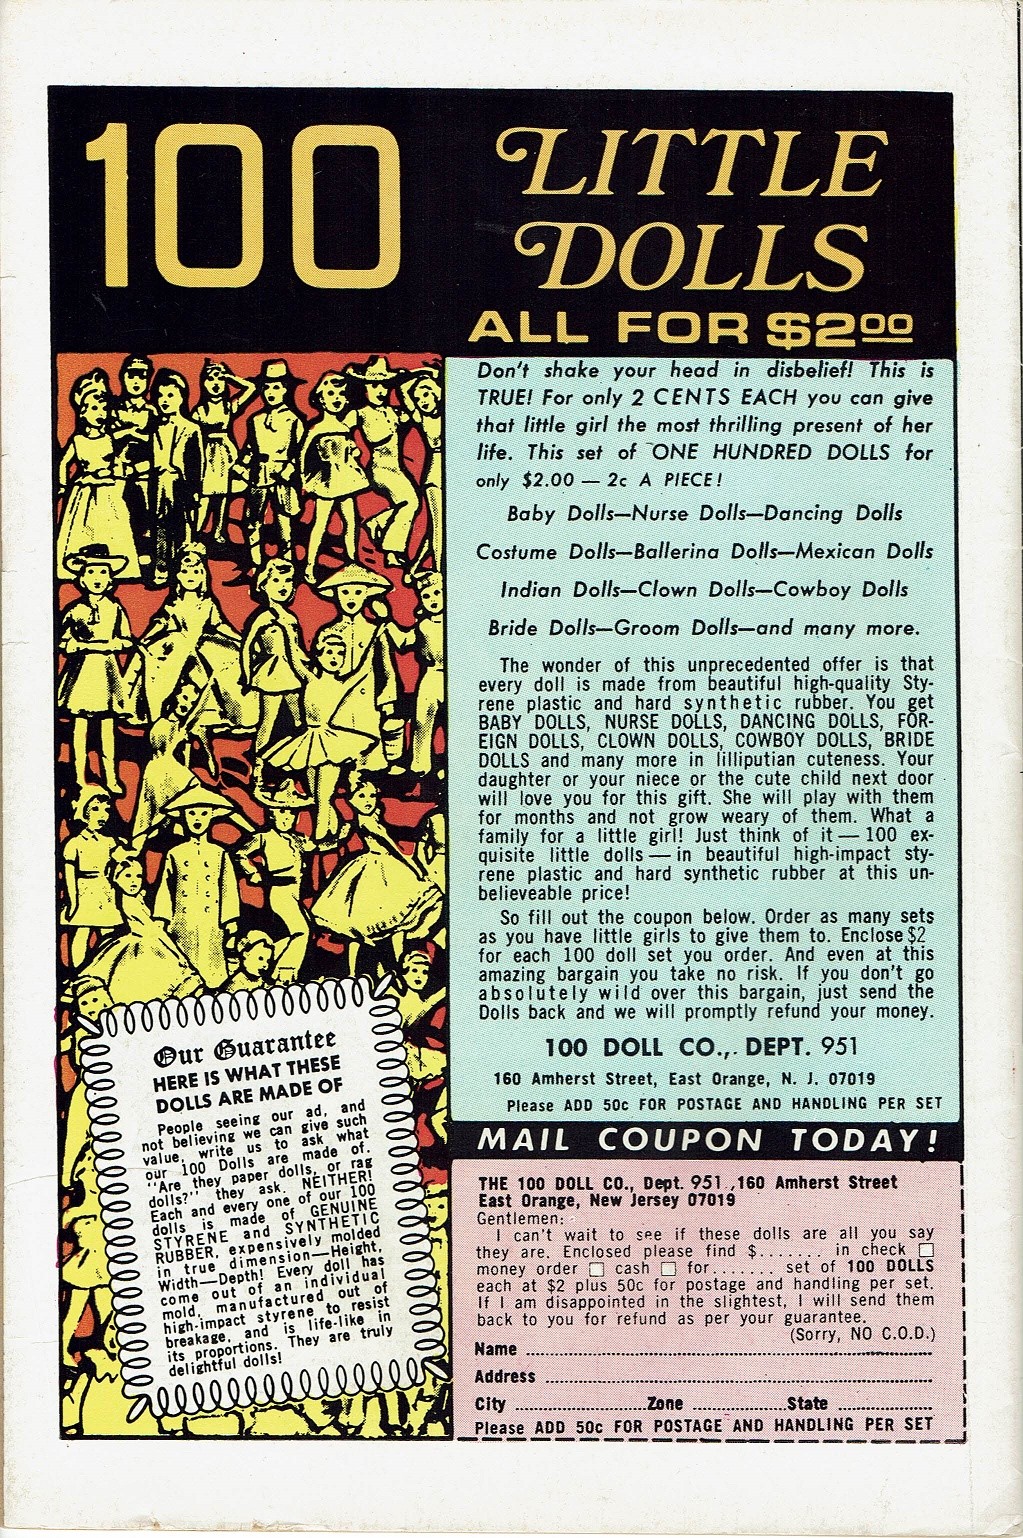 100 LITTLE
DOLLS
ALL FOR $2.00
Don't shake your head in disbelief! This is
TRUE! For only 2 CENTS EACH you can give
that little girl the most thrilling present of her
life. This set of ONE HUNDRED DOLLS for
only $2.00 — 2c A PIECE!
Baby Dolls—Nurse Dolls—Dancing Dolls
Costume Dolls—Ballerina Dolls—Mexican Dolls
Indian Dolls—Clown Dolls—Cowboy Dolls
Bride Dolls—Groom Dolls—and many more.
The wonder of this unprecedented offer is that
every doll is made from beautiful high-quality Sty-
rene plastic and hard synthetic rubber. You get
BABY DOLLS, NURSE DOLLS, DANCING DOLLS, FOR-
EIGN DOLLS, CLOWN DOLLS, COWBOY DOLLS, BRIDE
DOLLS and many more in lilliputian cuteness. Your
daughter or your niece or the cute child next door
will love you for this gift. She will play with them
for months and not grow weary of them. What a
family for a little girl! Just think of it — 100 ex-
quisite little dolls — in beautiful high-impact sty-
rene plastic and hard synthetic rubber at this un-
believeable price!
So fill out the coupon below. Order as many sets
as you have little girls to give them to. Enclose $2
for each 100 doll set you order. And even at this
amazing bargain you take no risk. If you don't go
absolutely wild over this bargain, just send the
Dolls back and we will promptly refund your money.
100 DOLL CO.,. DEPT. 951
160 Amherst Street, East Orange, N. J. 07019
Please ADD 50c FOR POSTAGE AND HANDLING PER SET
Our Guarantee
HERE IS WHAT THESE
DOLLS ARE MADE OF
People seeing our ad, and
not believing we can give such
value, write us to ask what
our 100 Dolls are made of.
"Are they paper dolls, or rag
dolls?" they ask. NEITHER!
Each and every one of our 100
dolls is made of GENUINE
STYRENE and SYNTHETIC
RUBBER, expensively molded
in true dimension—Height,
Width—Depth! Every doll has
come out of an individual
mold, manufactured out of
high-impact styrene to resist
breakage, and is life-like in
its proportions. They are truly
delightful dolls!
MAIL COUPON TODAY!
THE 100 DOLL CO., Dept. 951 ,160 Amherst Street
East Orange, New Jersey 07019
Gentlemen:
I can't wait to see if these dolls are all you say
they are. Enclosed please find $....... in check □
money order □ cash □ for....... set of 100 DOLLS
each at $2 plus 50c for postage and handling per set.
If I am disappointed in the slightest, I will send them
back to you for refund as per your guarantee.
(Sorry, NO C.O.D.)
Name ........................................
Address ........................................
City ....................Zone ..............State ..............
Please ADD 50c FOR POSTAGE AND HANDLING PER SET